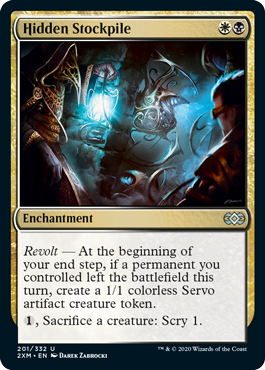 Hidden Stockpile
Enchantment
Revolt — At the beginning of
your end step, if a permanent you
controlled left the battlefield this
turn, create a 1/1 colorless Servo
artifact creature token.
1, Sacrifice a creature: Scry 1.
201/332 U
2XM • EN DAREK ZABROCKI
™ & © 2020 Wizards of the Coast